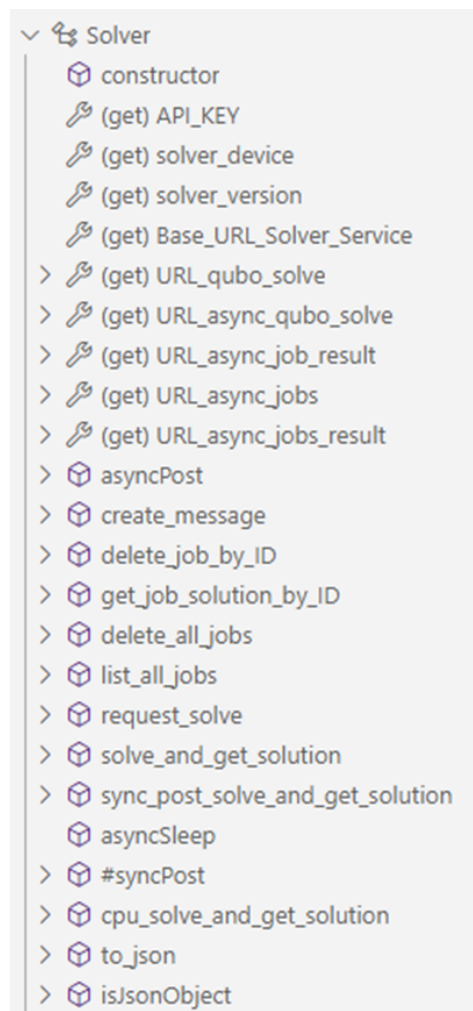 Solver
constructor
(get) API_KEY
(get) solver_device
(get) solver_version
(get) Base_URL_Solver_Service
(get) URL_qubo_solve
(get) URL_async_qubo_solve
(get) URL_async_job_result
(get) URL_async_jobs
(get) URL_async_jobs_result
asyncPost
create_message
delete_job_by_ID
get_job_solution_by_ID
delete_all_jobs
list_all_jobs
request_solve
solve_and_get_solution
sync_post_solve_and_get_solution
asyncSleep
#syncPost
cpu_solve_and_get_solution
to_json
isJsonObject